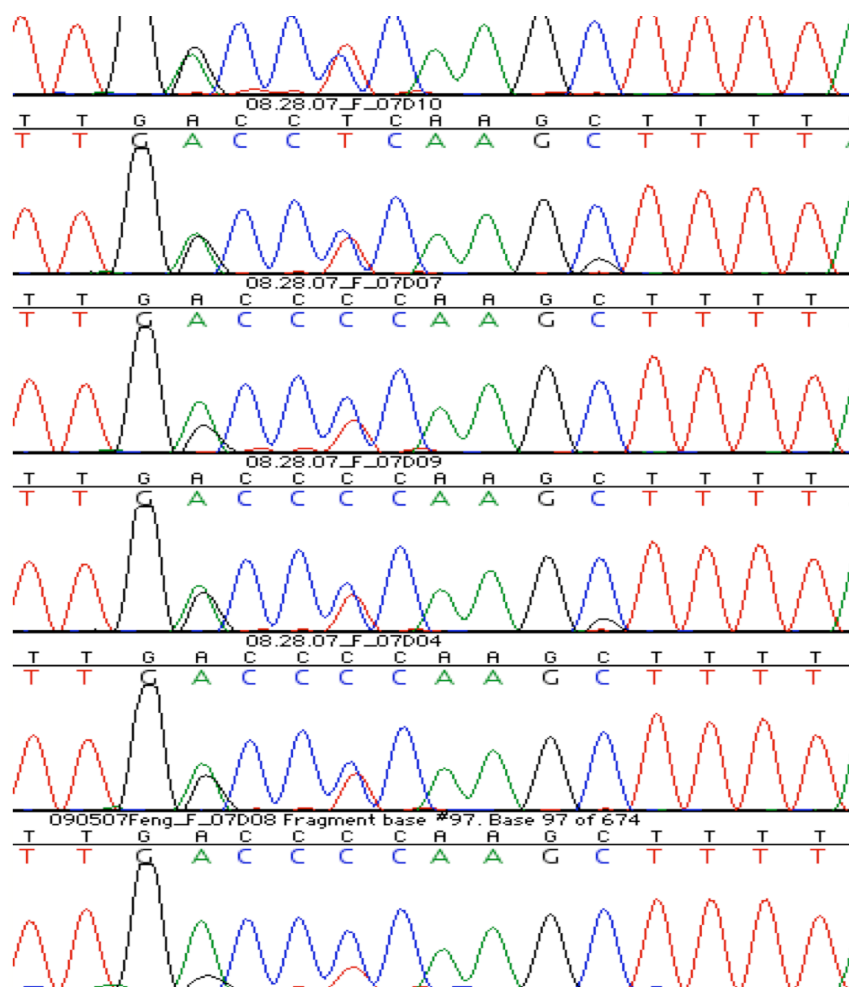 08.28.07_F_07D10
T T G A C C T C A A G C T T T T
T T G A C C T C A A G C T T T T
08.28.07_F_07D07
T T G A C C C C A A G C T T T T
T T G A C C C C A A G C T T T T
08.28.07_F_07D09
T T G A C C C C A A G C T T T T
T T G A C C C C A A G C T T T T
08.28.07_F_07D04
T T G A C C C C A A G C T T T T
T T G A C C C C A A G C T T T T
090507Feng_F_07D08 Fragment base #97. Base 97 of 674
T T G A C C C C A A G C T T T T
T T G A C C C C A A G C T T T T